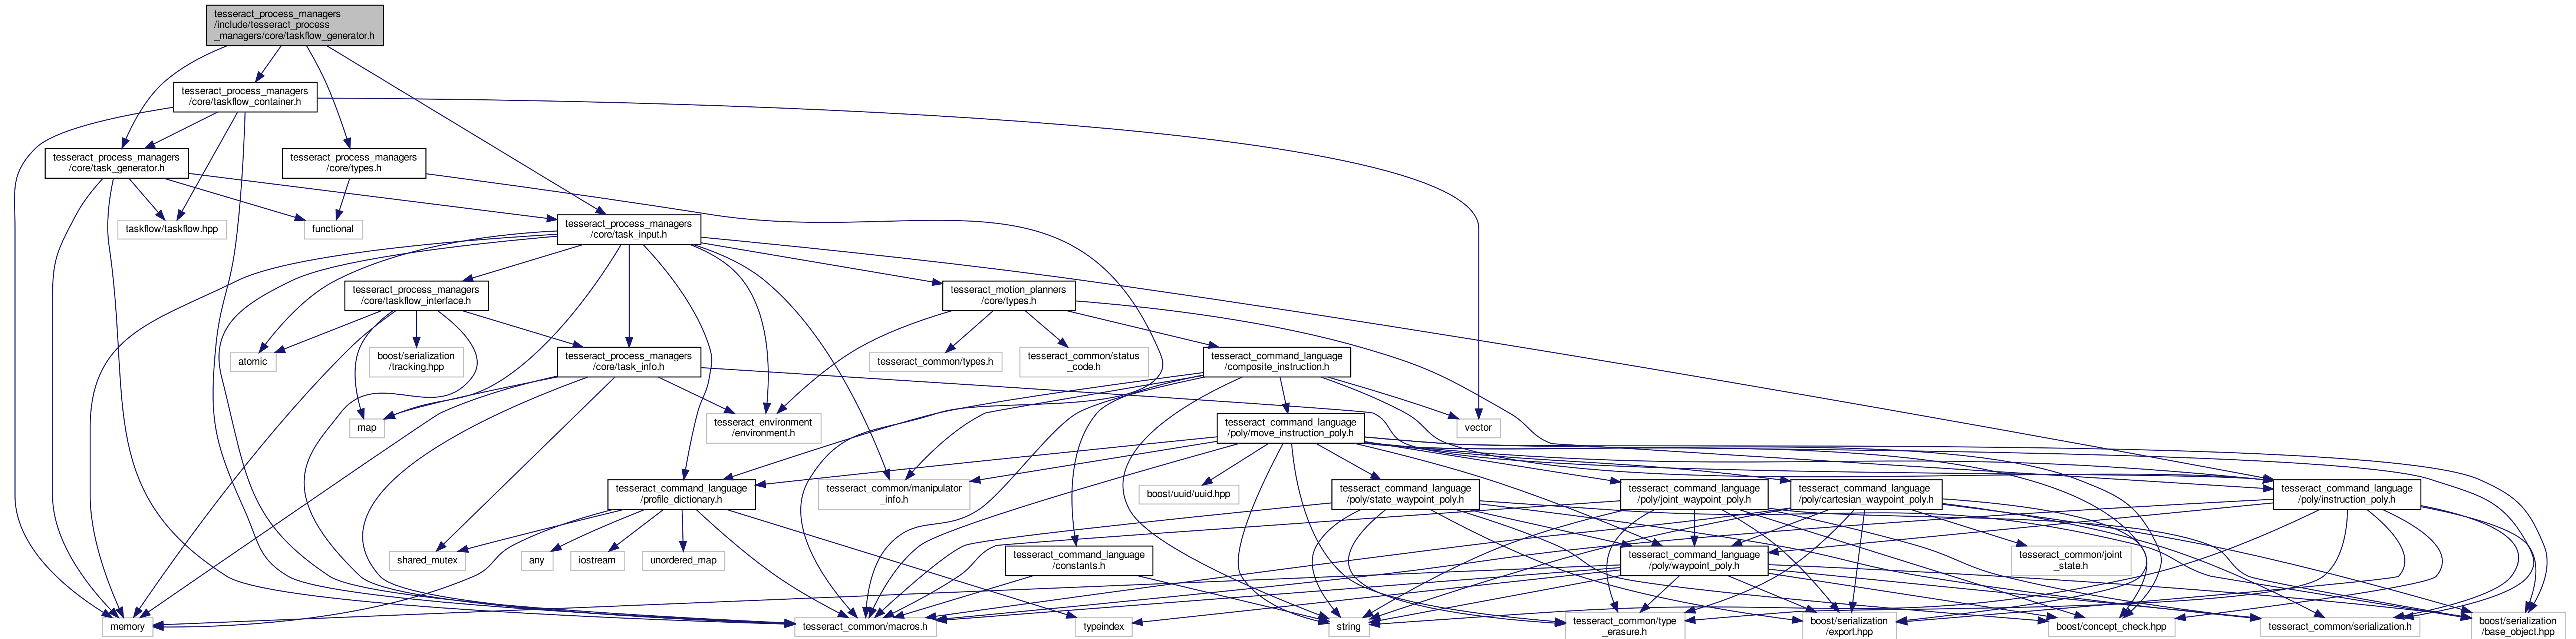 tesseract_process_managers
/include/tesseract_process
_managers/core/taskflow_generator.h
tesseract_process_managers
/core/taskflow_container.h
tesseract_process_managers
/core/task_generator.h
tesseract_process_managers
/core/types.h
taskflow/taskflow.hpp
functional
tesseract_process_managers
/core/task_input.h
tesseract_process_managers
/core/taskflow_interface.h
tesseract_motion_planners
/core/types.h
atomic
boost/serialization
/tracking.hpp
tesseract_process_managers
/core/task_info.h
tesseract_common/types.h
tesseract_common/status
_code.h
tesseract_command_language
/composite_instruction.h
map
tesseract_environment
/environment.h
tesseract_command_language
/poly/move_instruction_poly.h
vector
tesseract_command_language
/profile_dictionary.h
tesseract_common/manipulator
_info.h
boost/uuid/uuid.hpp
tesseract_command_language
/poly/state_waypoint_poly.h
tesseract_command_language
/poly/joint_waypoint_poly.h
tesseract_command_language
/poly/cartesian_waypoint_poly.h
tesseract_command_language
/poly/instruction_poly.h
shared_mutex
any
iostream
unordered_map
tesseract_command_language
/constants.h
tesseract_command_language
/poly/waypoint_poly.h
tesseract_common/joint
_state.h
memory
tesseract_common/macros.h
typeindex
string
tesseract_common/type
_erasure.h
boost/serialization
/export.hpp
boost/concept_check.hpp
tesseract_common/serialization.h
boost/serialization
/base_object.hpp